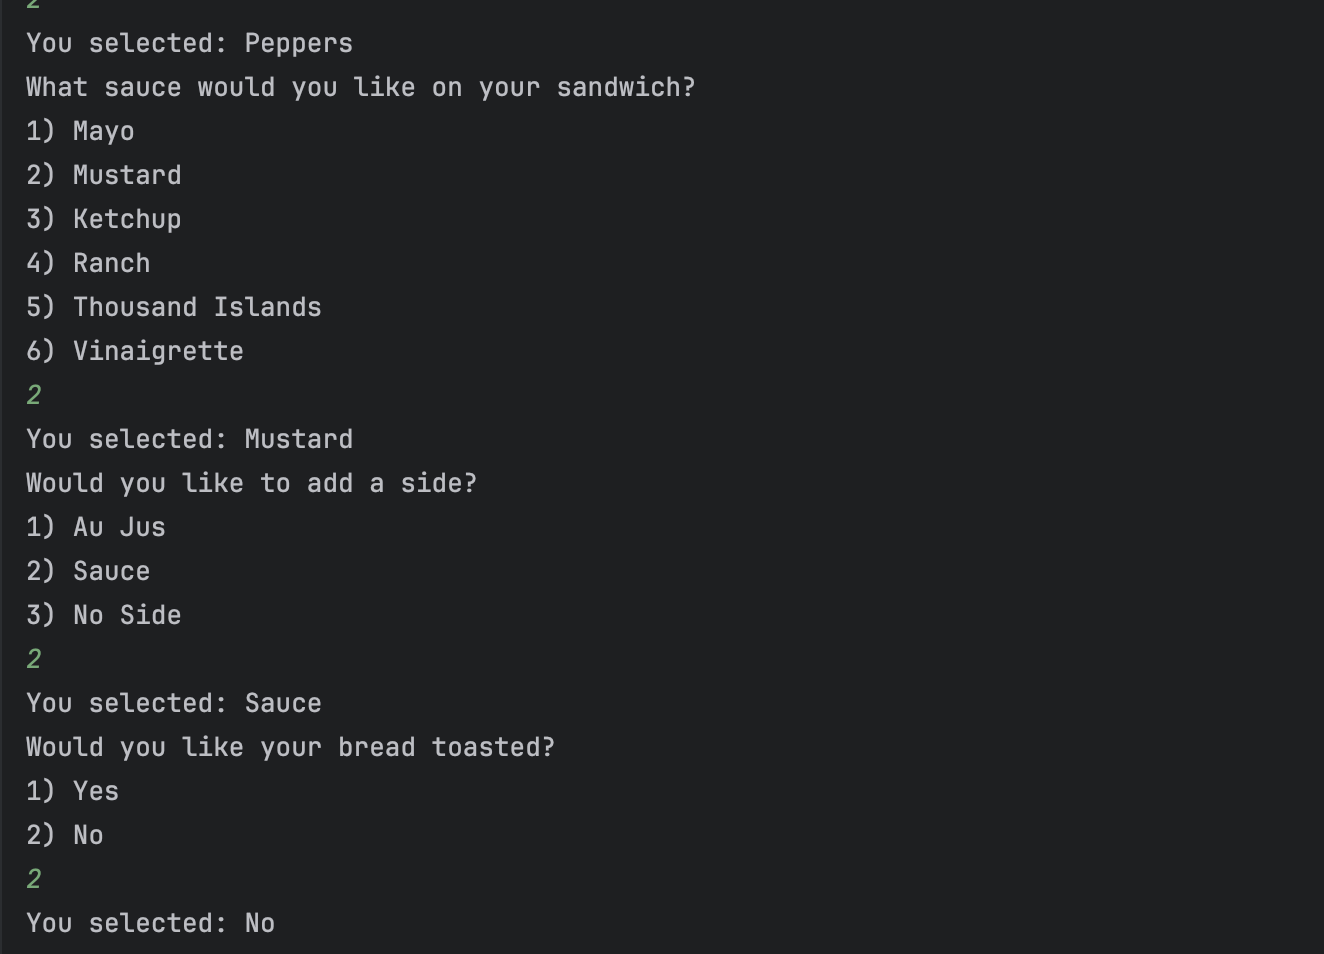 2
You selected: Peppers
What sauce would you like on your sandwich?
1) Mayo
2) Mustard
3) Ketchup
4) Ranch
5) Thousand Islands
6) Vinaigrette
2
You selected: Mustard
Would you like to add a side?
1) Au Jus
2) Sauce
3) No Side
2
You selected: Sauce
Would you like your bread toasted?
1) Yes
2) No
2
You selected: No